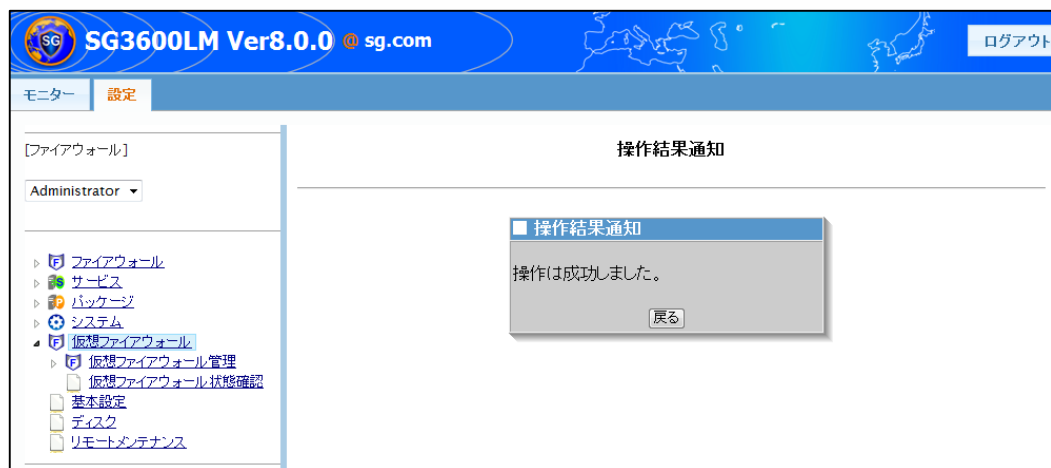 SG
SG3600LM Ver8.0.0 @ sg.com
ログアウト
モニター 設定
[ファイアウォール]
Administrator
操作結果通知
操作結果通知
操作は成功しました。
戻る
ファイアウォール
サービス
パッケージ
システム
仮想ファイアウォール
仮想ファイアウォール管理
仮想ファイアウォール状態確認
基本設定
ディスク
リモートメンテナンス